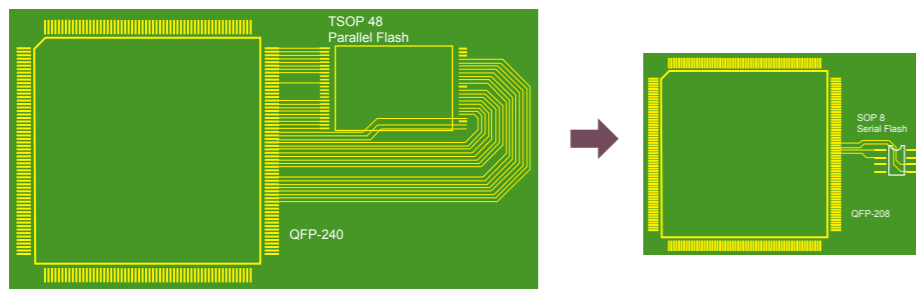 TSOP 48
Parallel Flash
QFP-240
SOP 8
Serial Flash
QFP-208